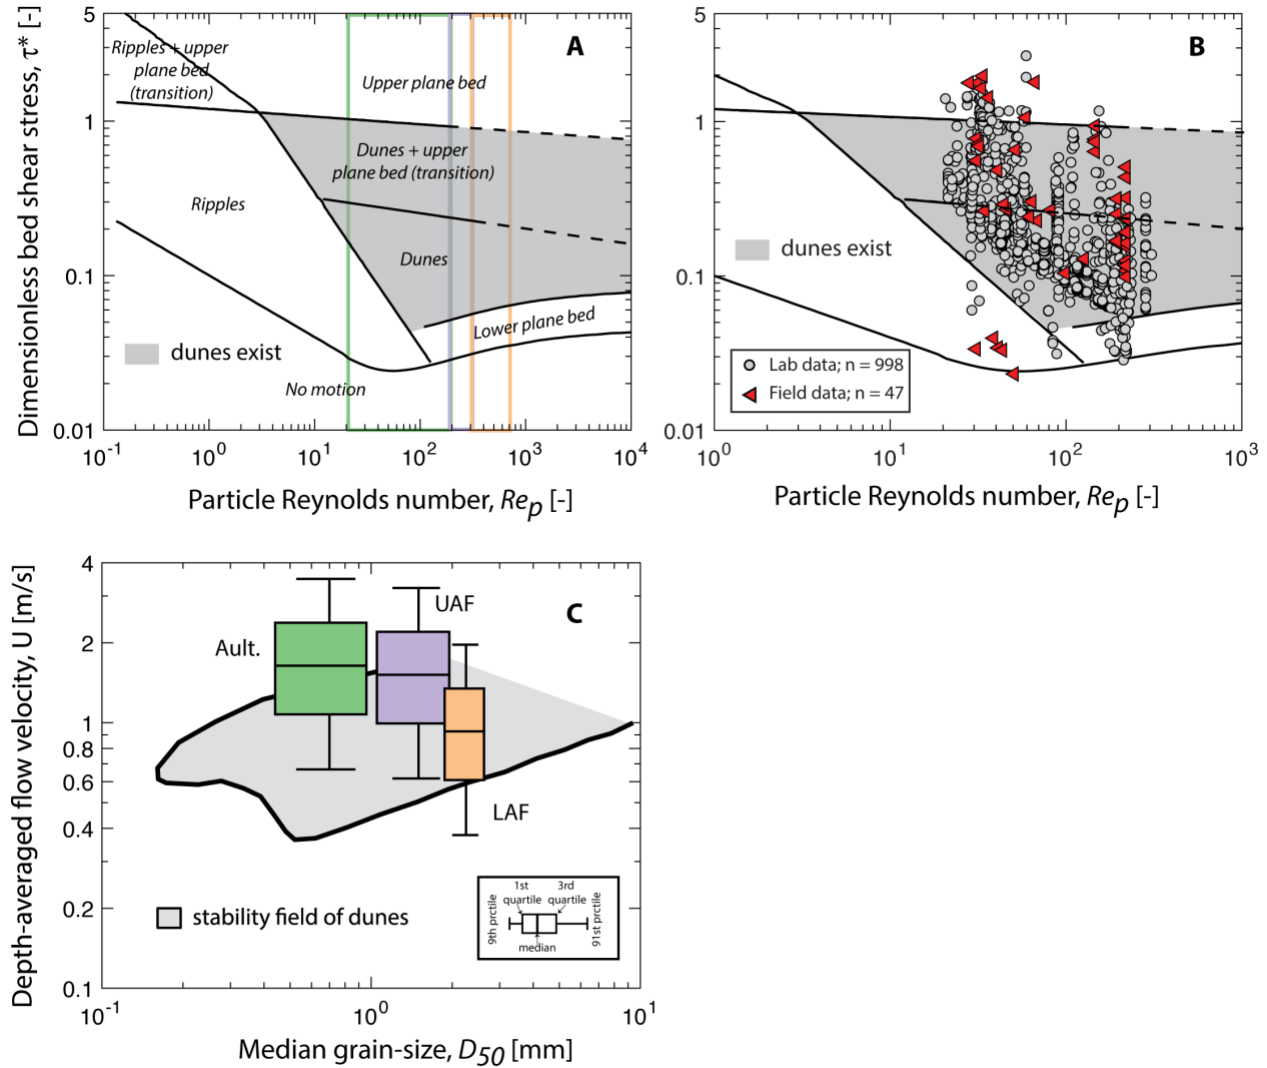 A
Dimensionless bed shear stress, τ* [-]
5
1
0.1
0.01
Ripples + upper
plane bed
(transition)
Upper plane bed
Dunes + upper
plane bed (transition)
Ripples
Dunes
Lower plane bed
dunes exist
No motion
10-1
100
101
102
103
104
Particle Reynolds number, Rep [-]
B
5
1
0.1
0.01
dunes exist
Lab data; n = 998
Field data; n = 47
100
101
102
103
Particle Reynolds number, Rep [-]
C
Depth-averaged flow velocity, U [m/s]
4
2
1
0.8
0.6
0.4
0.2
0.1
Ault.
UAF
LAF
stability field of dunes
1st
quartile
3rd
quartile
9th prctile
91st prctile
median
10-1
100
101
Median grain-size, D50 [mm]